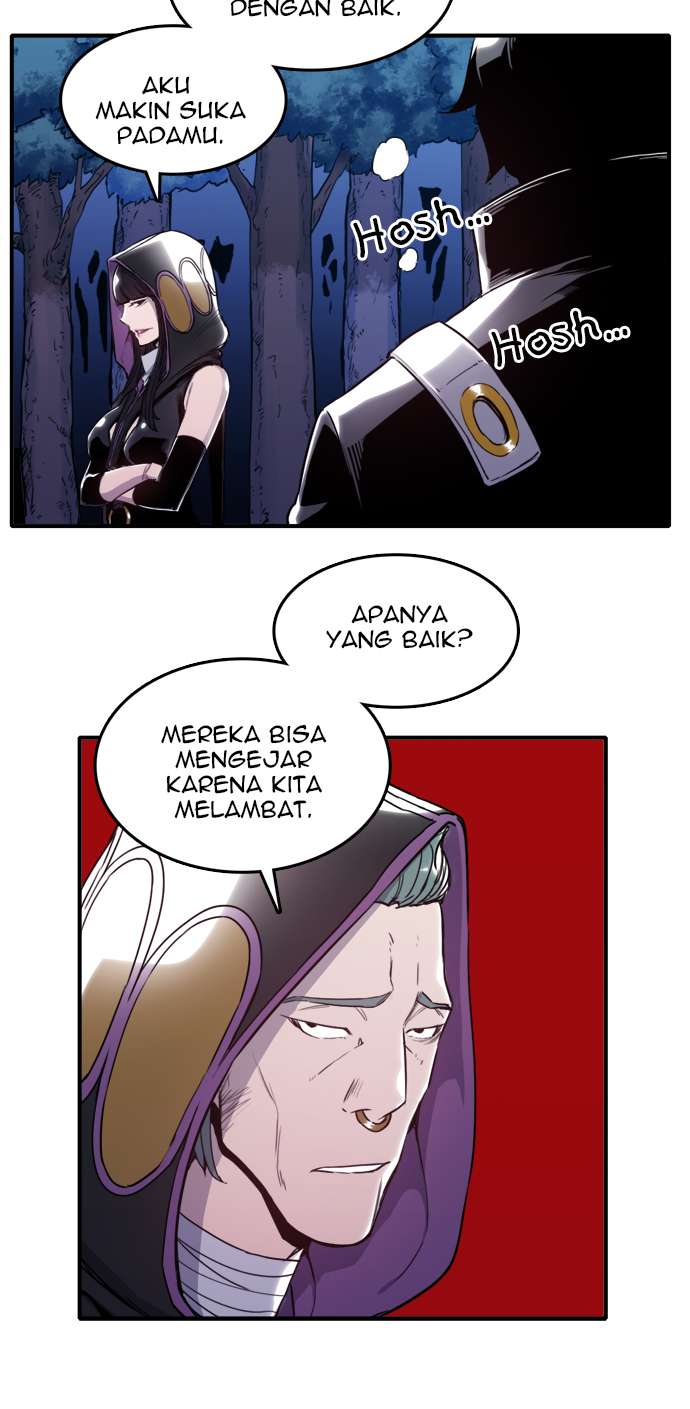 DENGAN BAIK.
AKU
MAKIN SUKA
PADAMU.
Hosh...
Hosh...
APANYA
YANG BAIK?
MEREKA BISA
MENGEJAR
KARENA KITA
MELAMBAT.